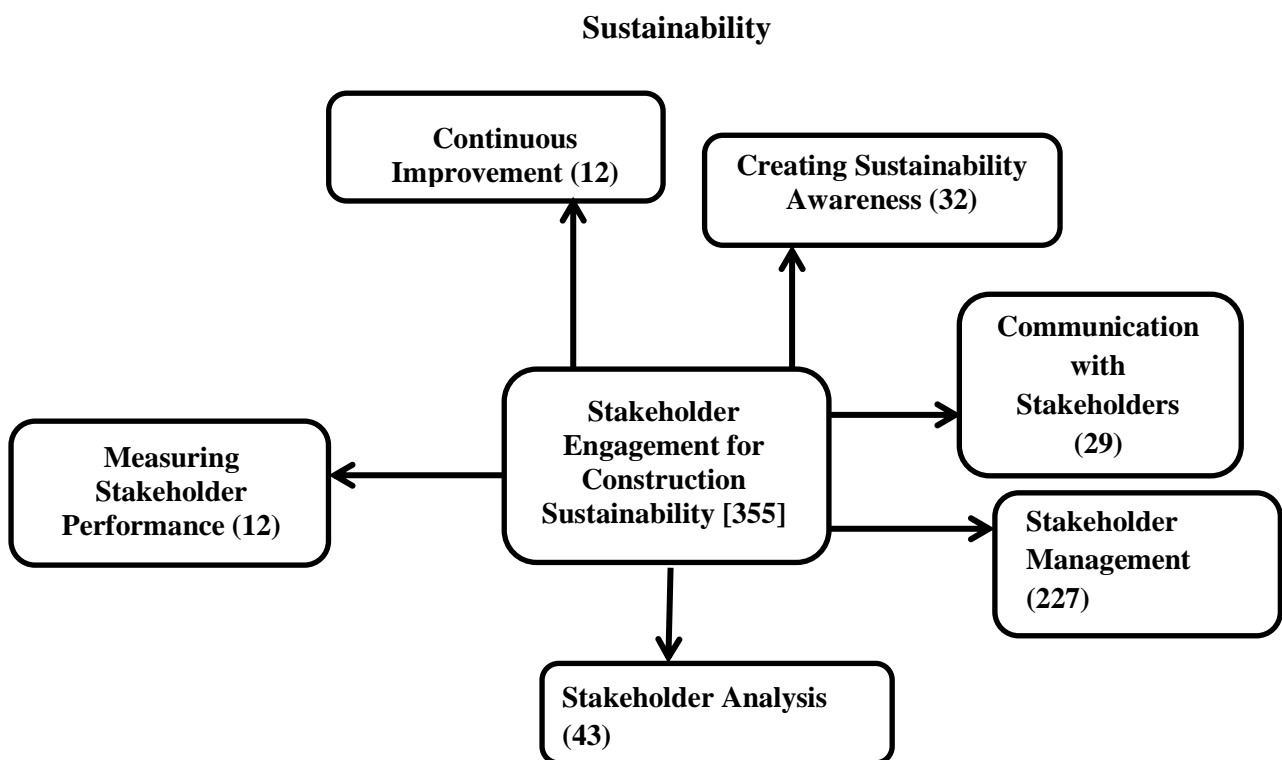 Sustainability
Continuous
Improvement (12)
Creating Sustainability
Awareness (32)
Communication
with
Stakeholders
(29)
Stakeholder
Engagement for
Construction
Sustainability [355]
Measuring
Stakeholder
Performance (12)
Stakeholder
Management
(227)
Stakeholder Analysis
(43)